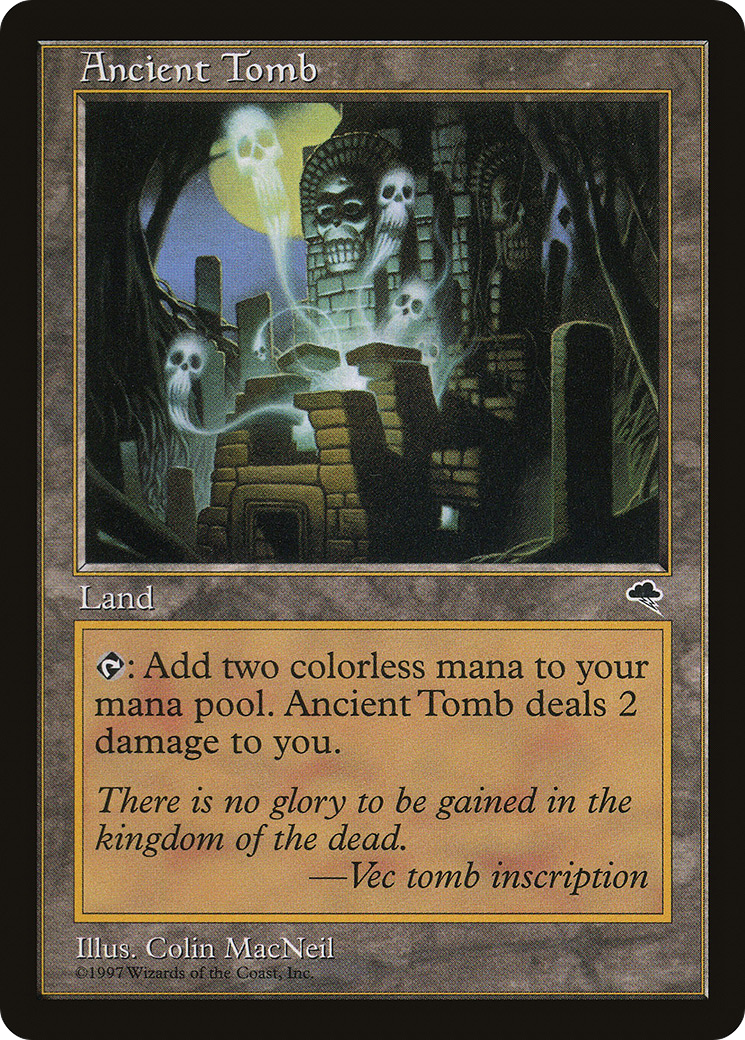 Ancient Tomb
Land
: Add two colorless mana to your
mana pool. Ancient Tomb deals 2
damage to you.
There is no glory to be gained in the
kingdom of the dead.
—Vec tomb inscription
Illus. Colin MacNeil
©1997 Wizards of the Coast, Inc.